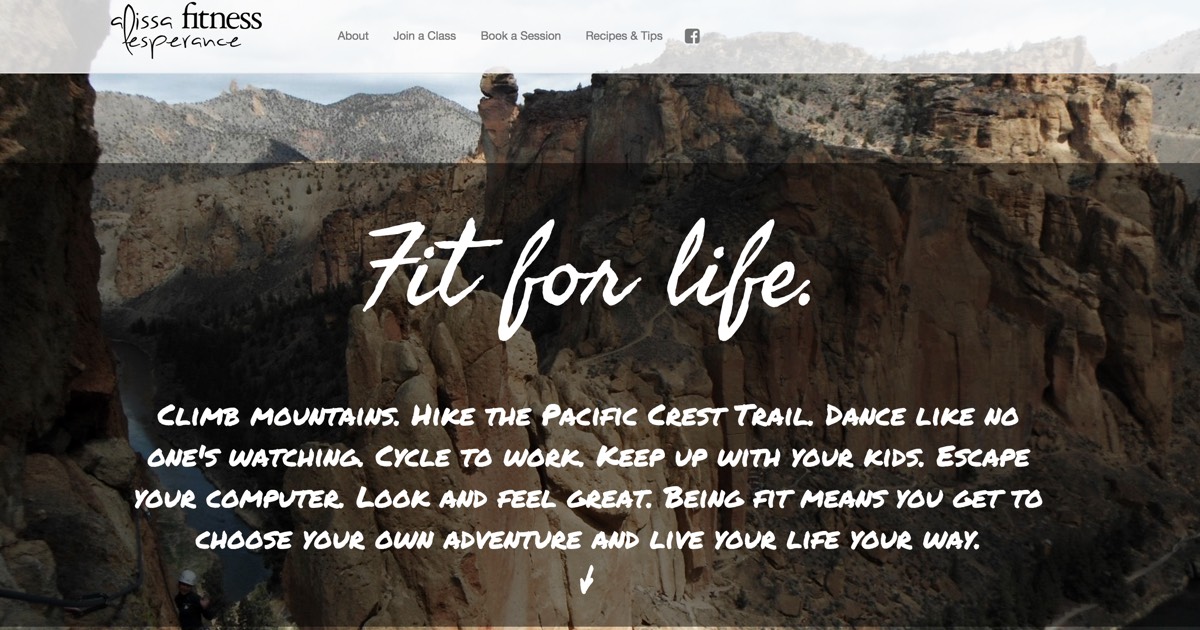 alissa fitness
lesperance
About Join a Class Book a Session Recipes & Tips
Fit for life.
Climb mountains. Hike the Pacific Crest Trail. Dance like no
one's watching. Cycle to work. Keep up with your kids. Escape
your computer. Look and feel great. Being fit means you get to
choose your own adventure and live your life your way.